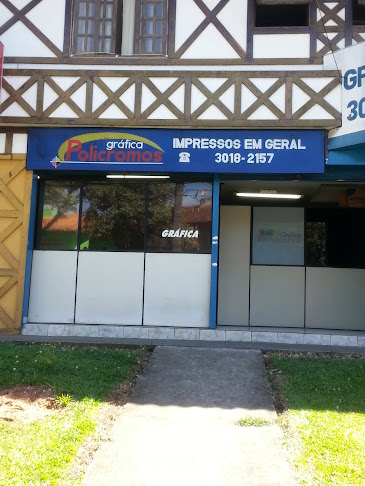 gráfica
Policromos
IMPRESSOS EM GERAL
3018-2157
GRÁFICA